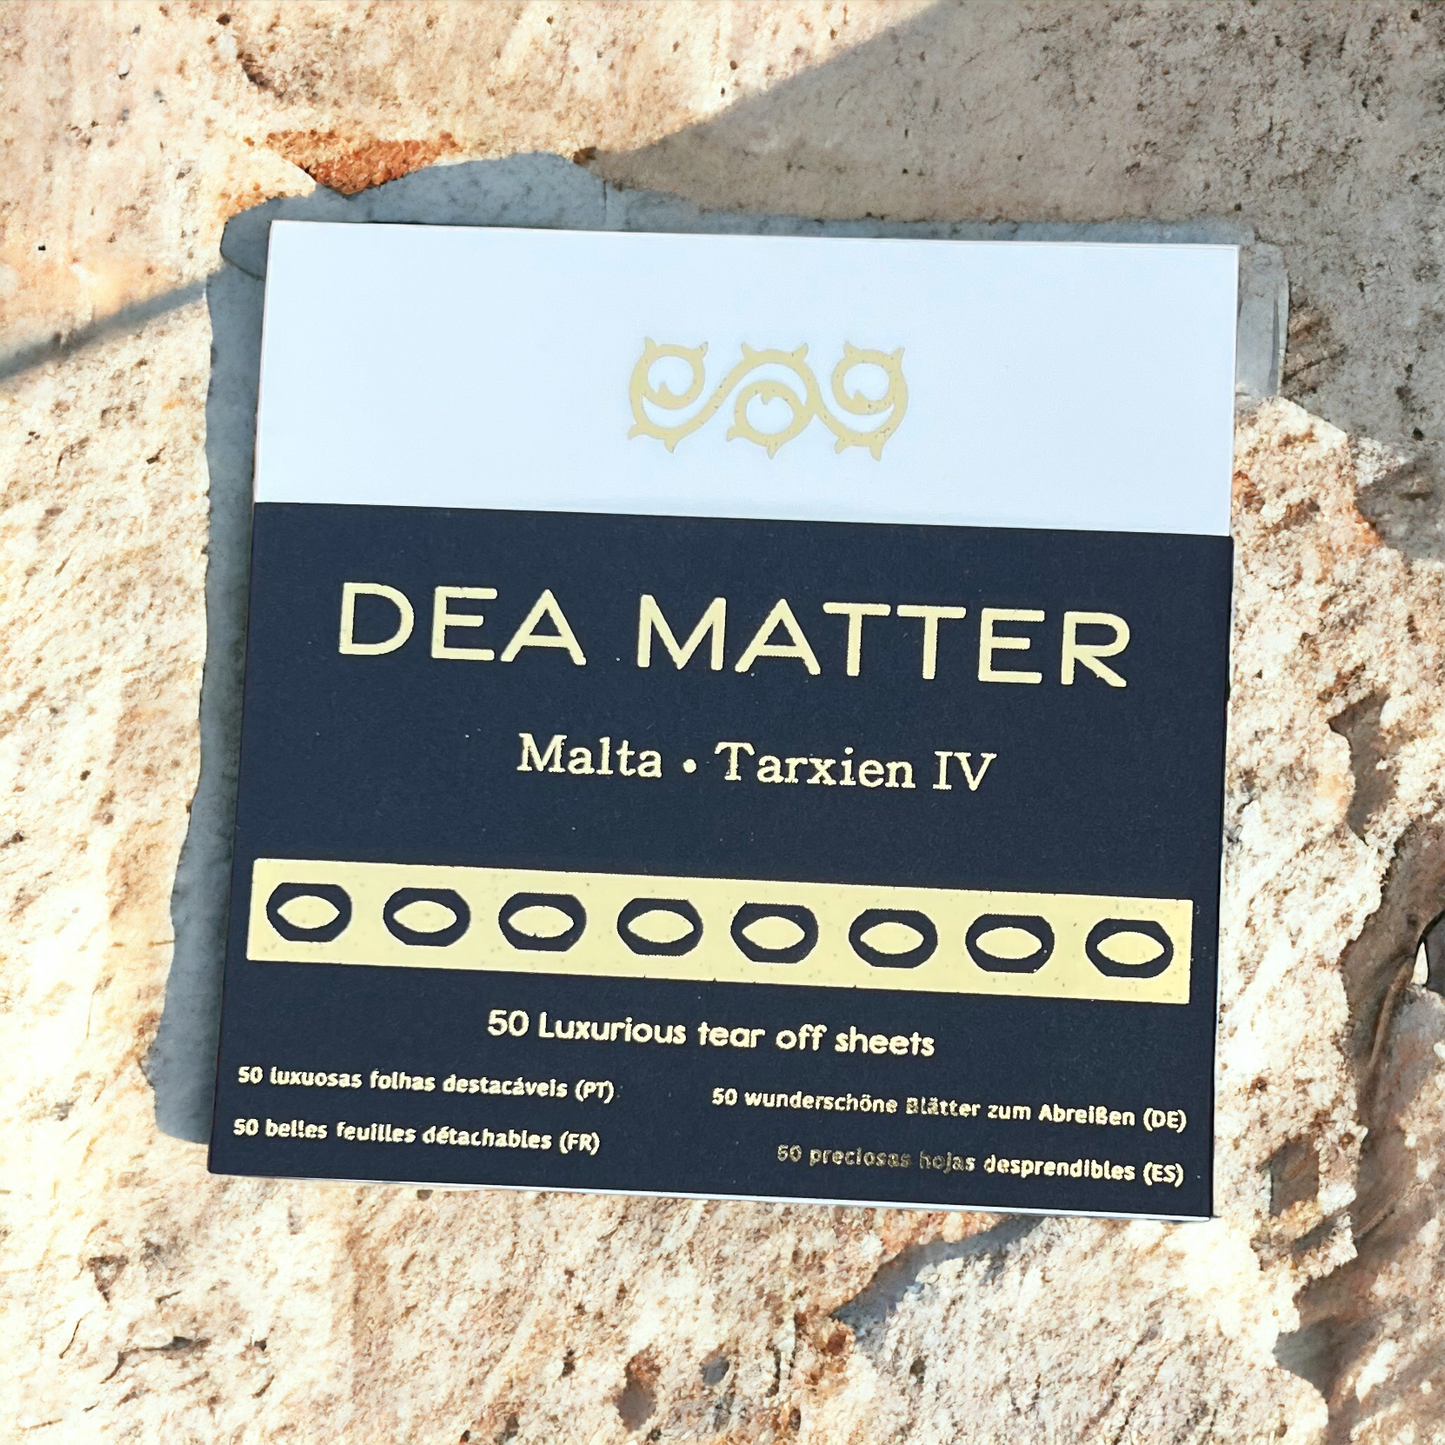 DEA MATTER
Malta • Tarxien IV
50 Luxurious tear off sheets
50 luxuosas folhas destacáveis (PT)
50 wunderschöne Blätter zum Abreißen (DE)
50 belles feuilles détachables (FR)
50 preciosas hojas desprendibles (ES)